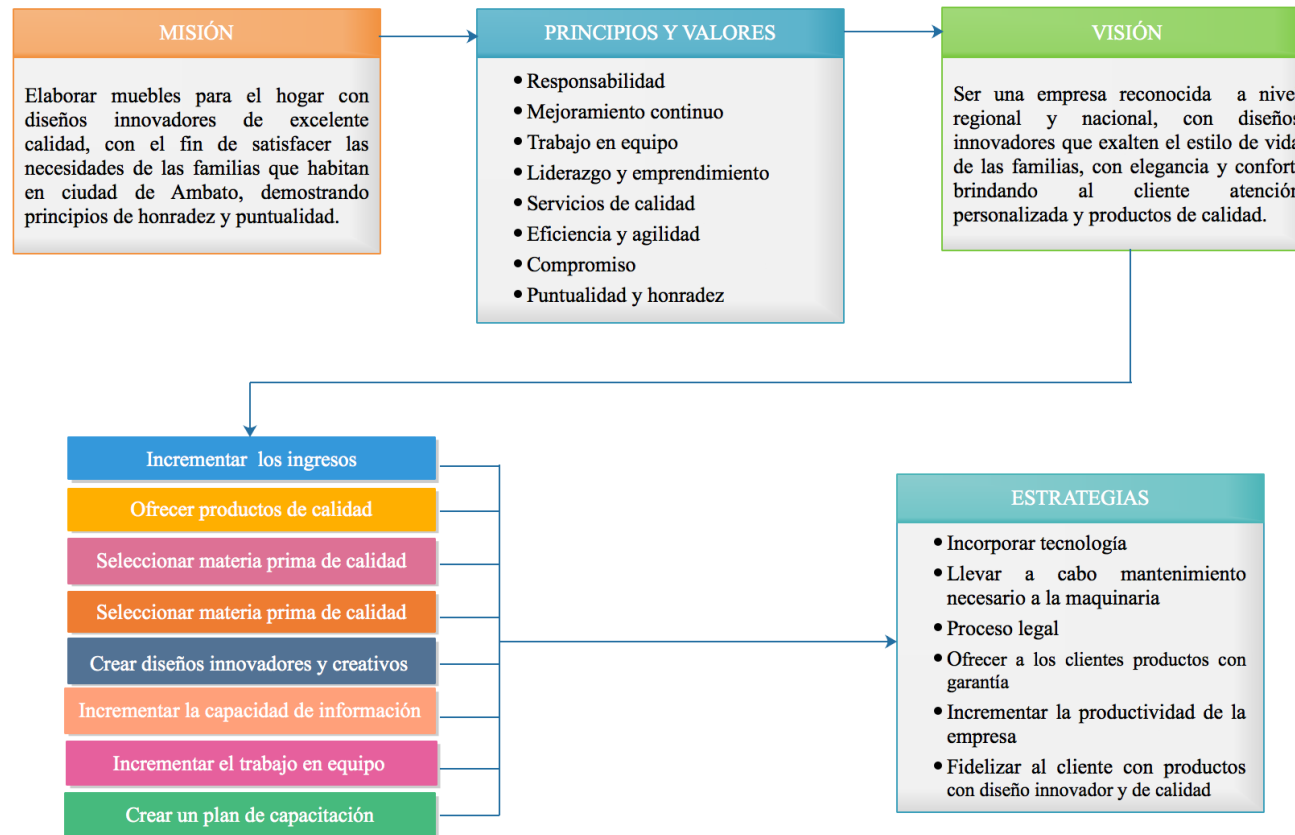 MISIÓN
Elaborar muebles para el hogar con
diseños innovadores de excelente
calidad, con el fin de satisfacer las
necesidades de las familias que habitan
en ciudad de Ambato, demostrando
principios de honradez y puntualidad.
PRINCIPIOS Y VALORES
• Responsabilidad
• Mejoramiento continuo
• Trabajo en equipo
• Liderazgo y emprendimiento
• Servicios de calidad
• Eficiencia y agilidad
• Compromiso
• Puntualidad y honradez
VISIÓN
Ser una empresa reconocida a nivel
regional y nacional, con diseños
innovadores que exalten el estilo de vida
de las familias, con elegancia y confort,
brindando al cliente atención
personalizada y productos de calidad.
Incrementar los ingresos
Ofrecer productos de calidad
Seleccionar materia prima de calidad
Seleccionar materia prima de calidad
Crear diseños innovadores y creativos
Incrementar la capacidad de información
Incrementar el trabajo en equipo
Crear un plan de capacitación
ESTRATEGIAS
• Incorporar tecnología
• Llevar a cabo mantenimiento
necesario a la maquinaria
• Proceso legal
• Ofrecer a los clientes productos con
garantía
• Incrementar la productividad de la
empresa
• Fidelizar al cliente con productos
con diseño innovador y de calidad